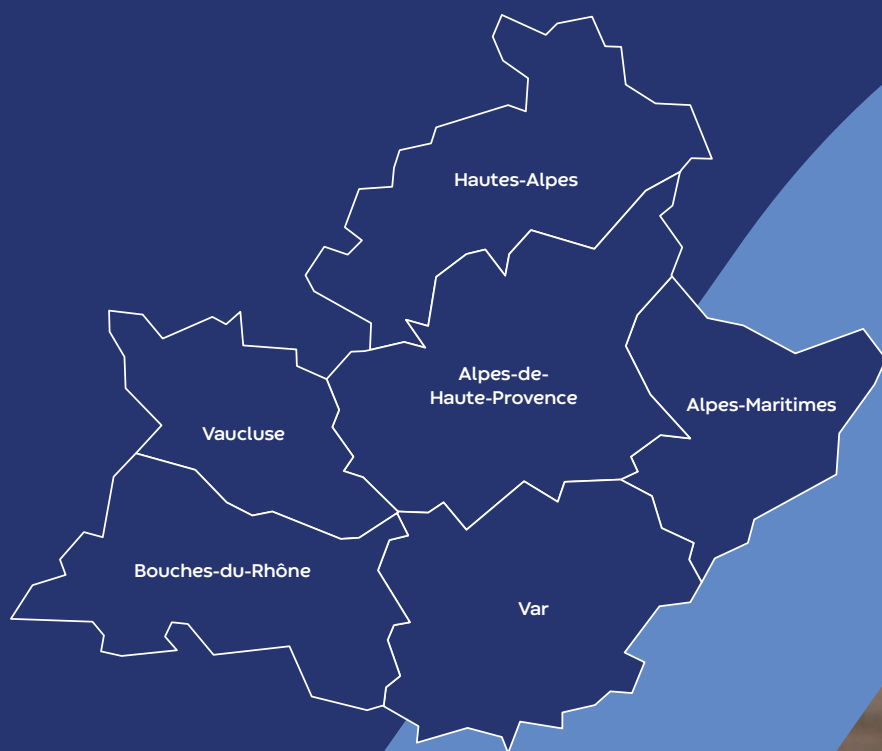 Hautes-Alpes
Alpes-de-
Haute-Provence
Alpes-Maritimes
Vaucluse
Bouches-du-Rhône
Var